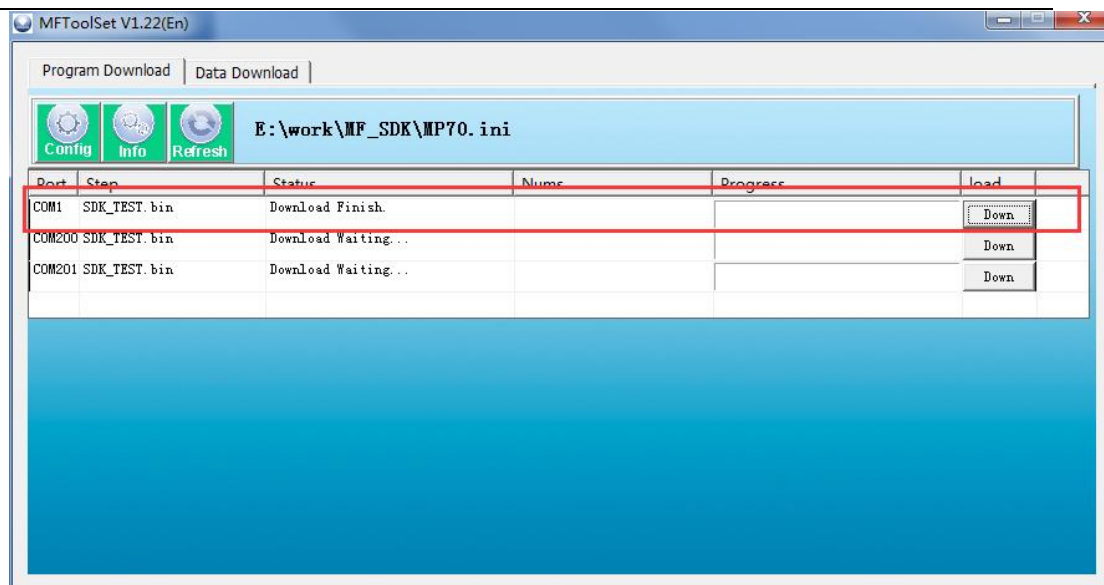 MFToolSet V1.22(En)
Program Download Data Download
Config Info Refresh E:\work\MF_SDK\MP70.ini
Port Step Status Nums Progress load
COM1 SDK_TEST.bin Download Finish. Down
COM200 SDK_TEST.bin Download Waiting... Down
COM201 SDK_TEST.bin Download Waiting... Down